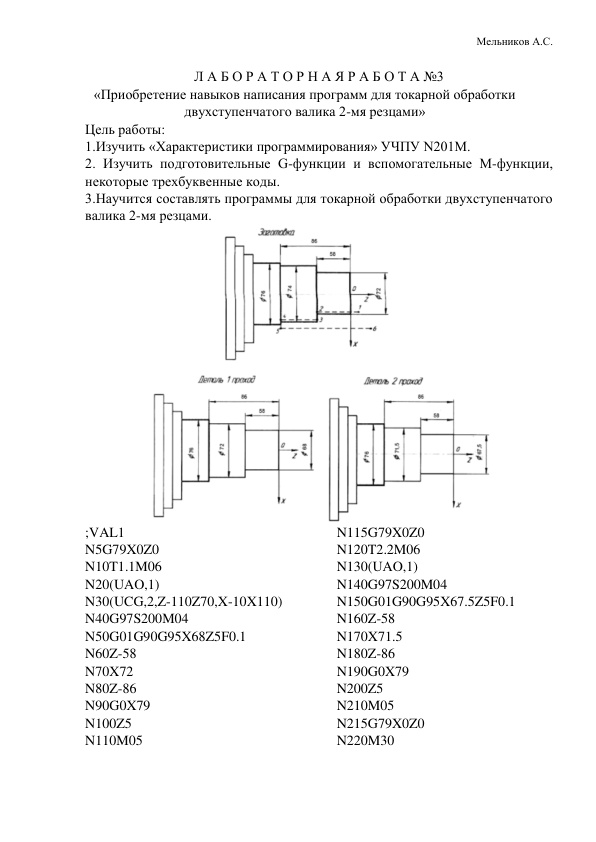 Мельников А.С.
Л А Б О Р А Т О Р Н А Я Р А Б О Т А №3
«Приобретение навыков написания программ для токарной обработки
двухступенчатого валика 2-мя резцами»
Цель работы:
1.Изучить «Характеристики программирования» УЧПУ N201M.
2. Изучить подготовительные G-функции и вспомогательные М-функции,
некоторые трехбуквенные коды.
3.Научится составлять программы для токарной обработки двухступенчатого
валика 2-мя резцами.
Заготовка
86
58
ø76
ø74
ø72
0
z
1
2
3
4
5
6
x
Деталь 1 проход
86
58
ø76
ø72
ø68
0
z
x
Деталь 2 проход
86
58
ø76
ø71,5
ø67,5
0
z
x
;VAL1
N5G79X0Z0
N10T1.1M06
N20(UAO,1)
N30(UCG,2,Z-110Z70,X-10X110)
N40G97S200M04
N50G01G90G95X68Z5F0.1
N60Z-58
N70X72
N80Z-86
N90G0X79
N100Z5
N110M05
N115G79X0Z0
N120T2.2M06
N130(UAO,1)
N140G97S200M04
N150G01G90G95X67.5Z5F0.1
N160Z-58
N170X71.5
N180Z-86
N190G0X79
N200Z5
N210M05
N215G79X0Z0
N220M30